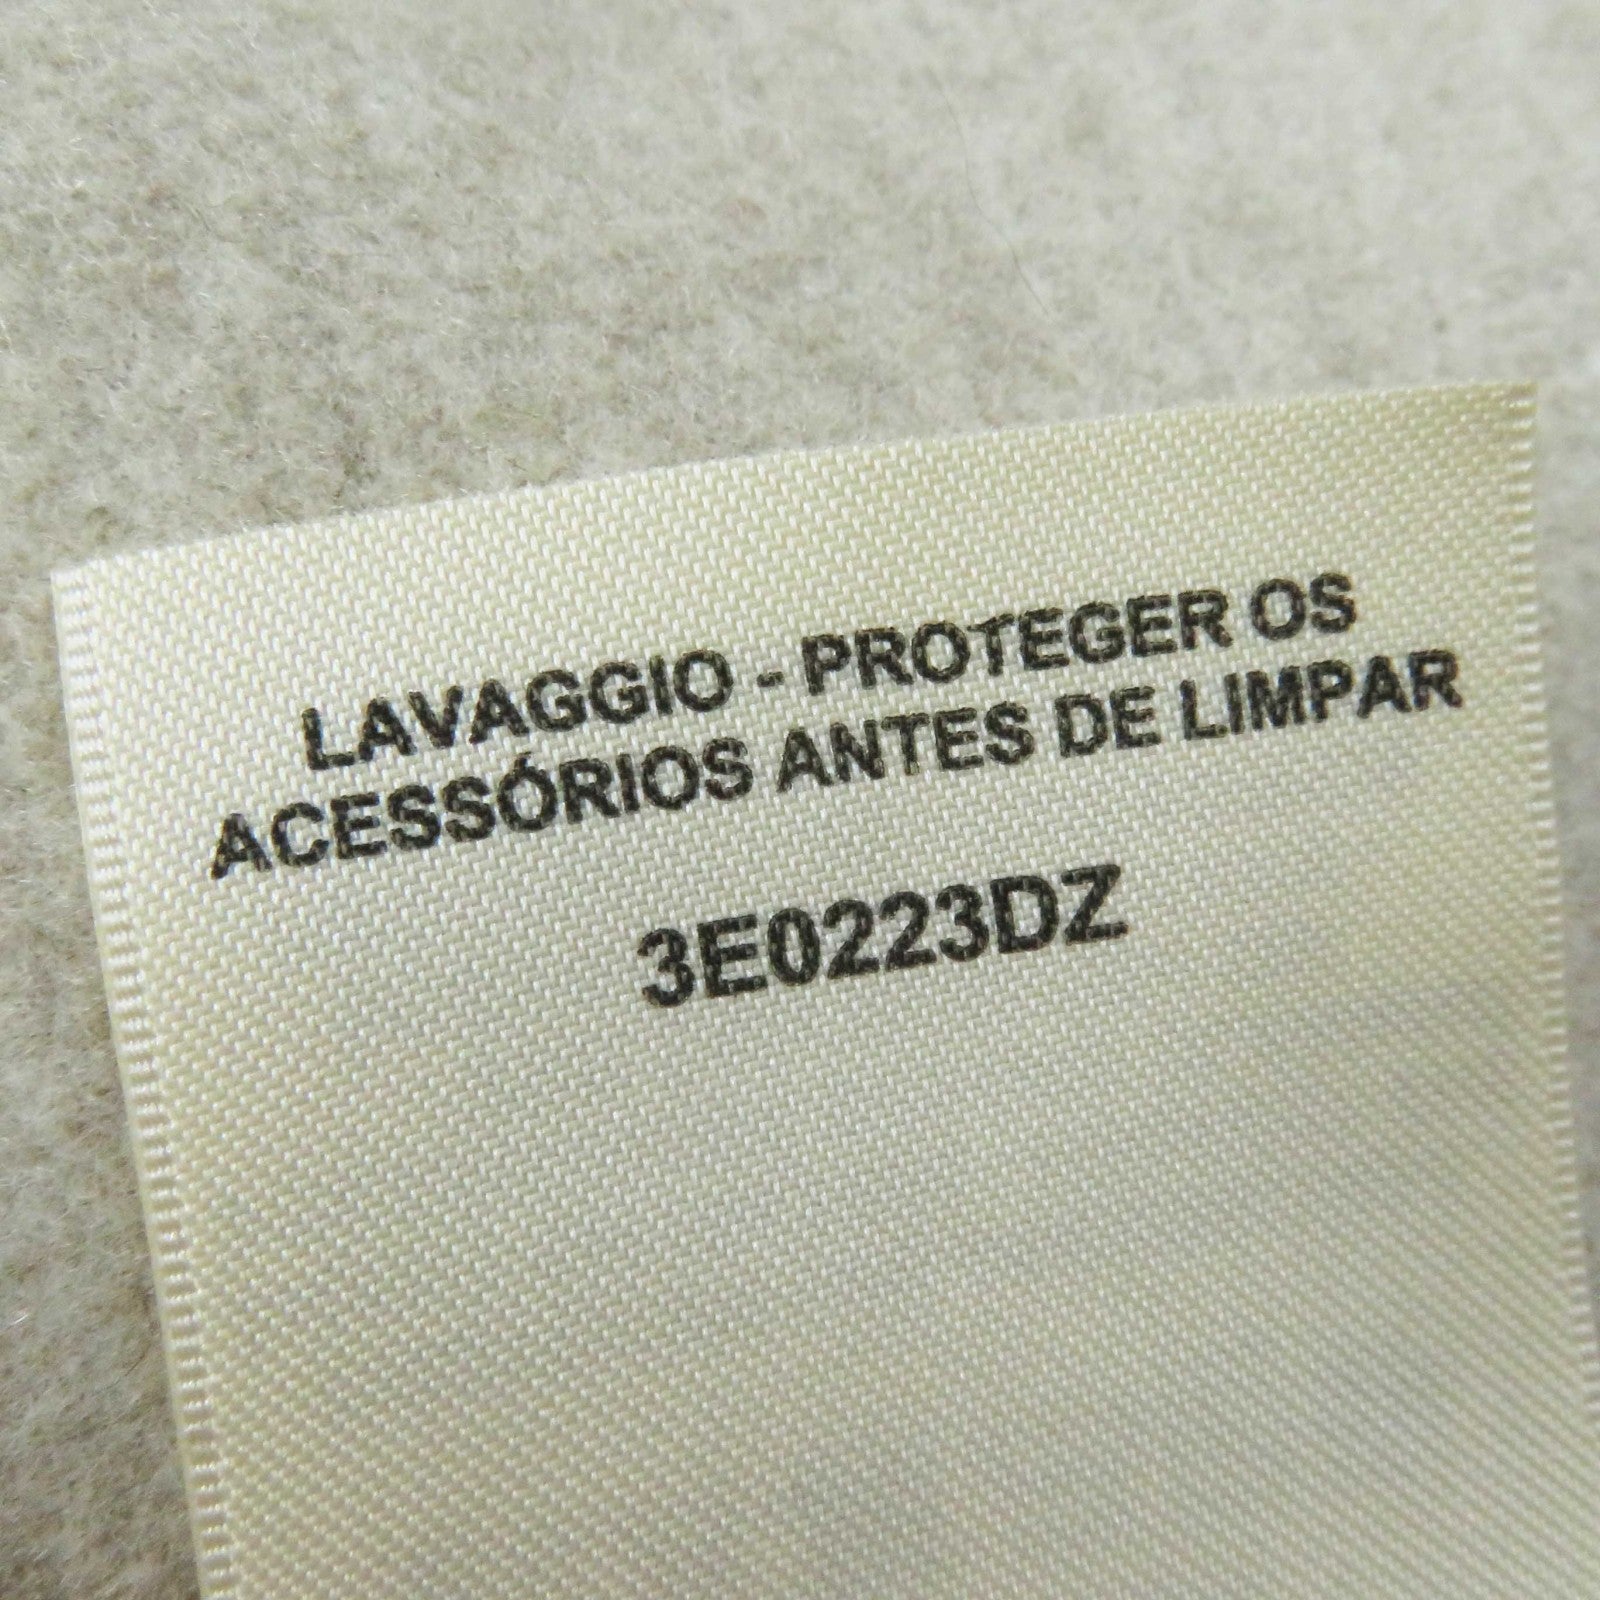 LAVAGGIO - PROTEGER OS
ACESSÓRIOS ANTES DE LIMPAR
3E0223DZ